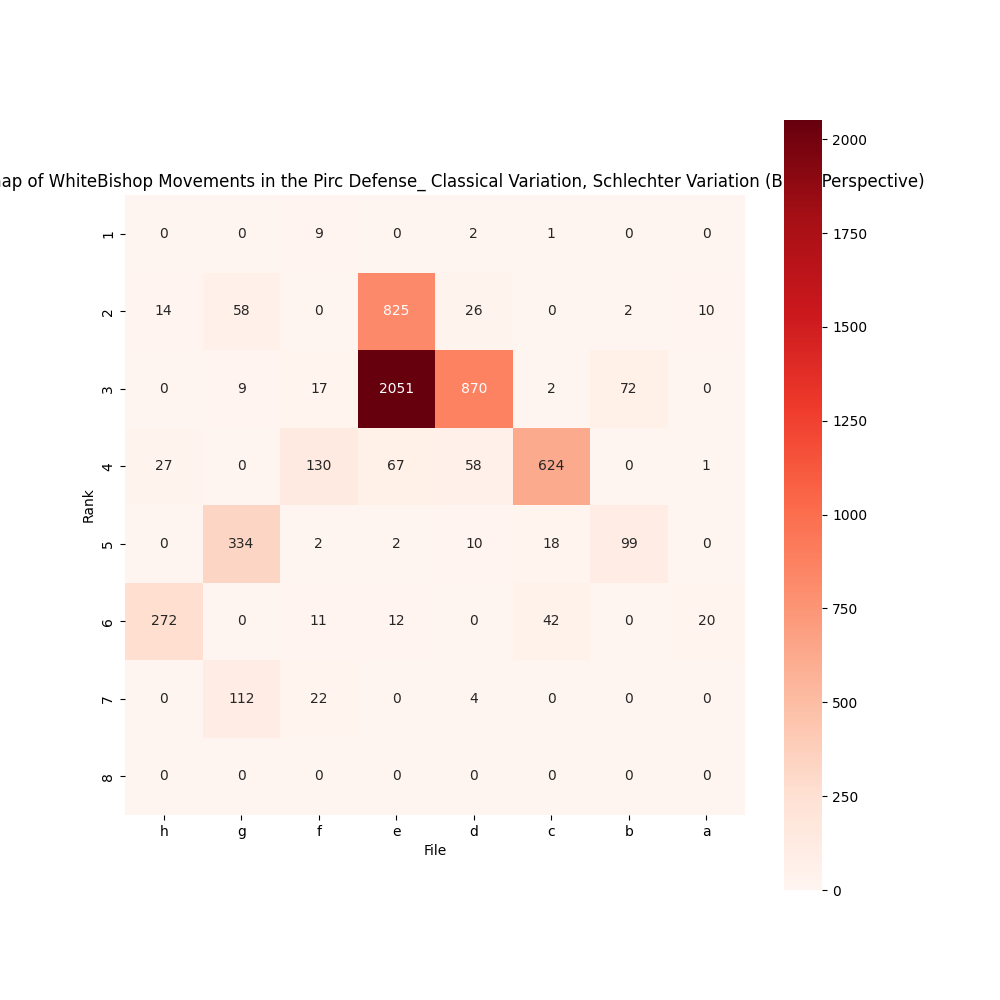 of WhiteBishop Movements in the Pirc Defense_ Classical Variation, Schlechter Variation ( Perspective)
2000
1750
1500
1250
1000
750
500
250
0
Rank
1 0 0 9 0 2 1 0 0
2 14 58 0 825 26 0 2 10
3 0 9 17 2051 870 2 72 0
4 27 0 130 67 58 624 0 1
5 0 334 2 2 10 18 99 0
6 272 0 11 12 0 42 0 20
7 0 112 22 0 4 0 0 0
8 0 0 0 0 0 0 0 0
h g f e d c b a
File